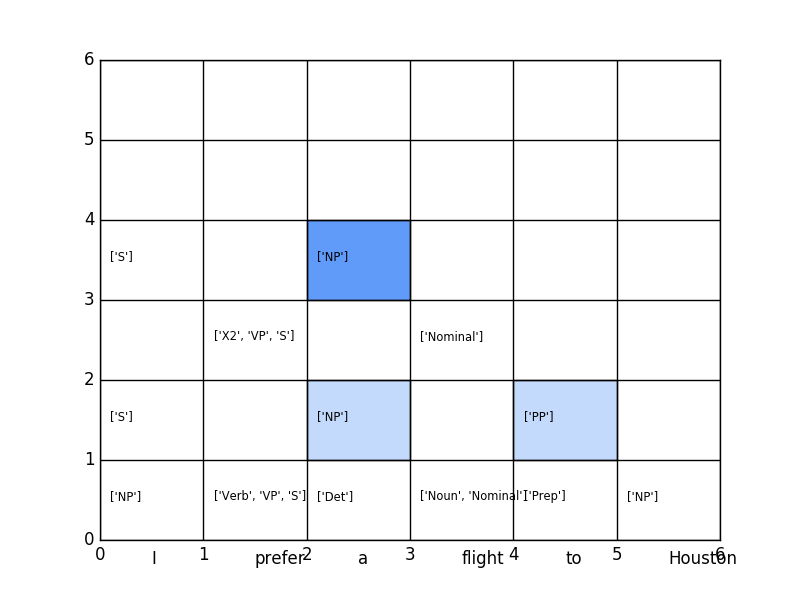 6
5
4
['S'] ['NP']
3
['X2', 'VP', 'S'] ['Nominal']
2
['S'] ['NP'] ['PP']
1
['NP'] ['Verb', 'VP', 'S'] ['Det'] ['Noun', 'Nominal'] ['Prep'] ['NP']
0
0 1 2 3 4 5 6
I prefer a flight to Houston